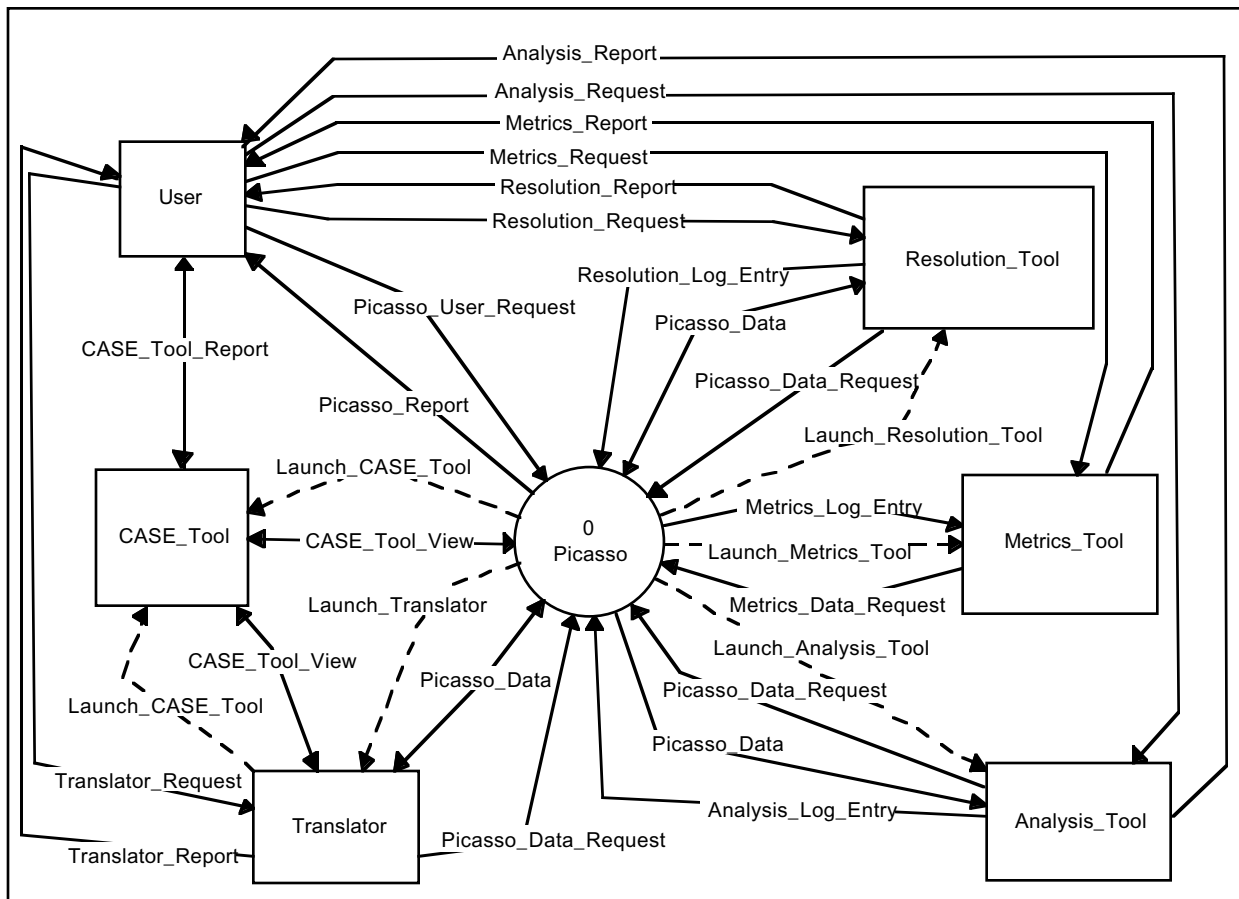 Analysis_Report
Analysis_Request
Metrics_Report
Metrics_Request
User
Resolution_Report
Resolution_Request
Resolution_Tool
Resolution_Log_Entry
Picasso_User_Request
Picasso_Data
CASE_Tool_Report
Picasso_Data_Request
Picasso_Report
Launch_Resolution_Tool
Launch_CASE_Tool
Metrics_Log_Entry
0
CASE_Tool
CASE_Tool_View
Picasso
Launch_Metrics_Tool
Metrics_Tool
Launch_Translator
Metrics_Data_Request
Launch_Analysis_Tool
CASE_Tool_View
Picasso_Data
Picasso_Data_Request
Launch_CASE_Tool
Picasso_Data
Translator_Request
Analysis_Log_Entry
Translator
Analysis_Tool
Picasso_Data_Request
Translator_Report